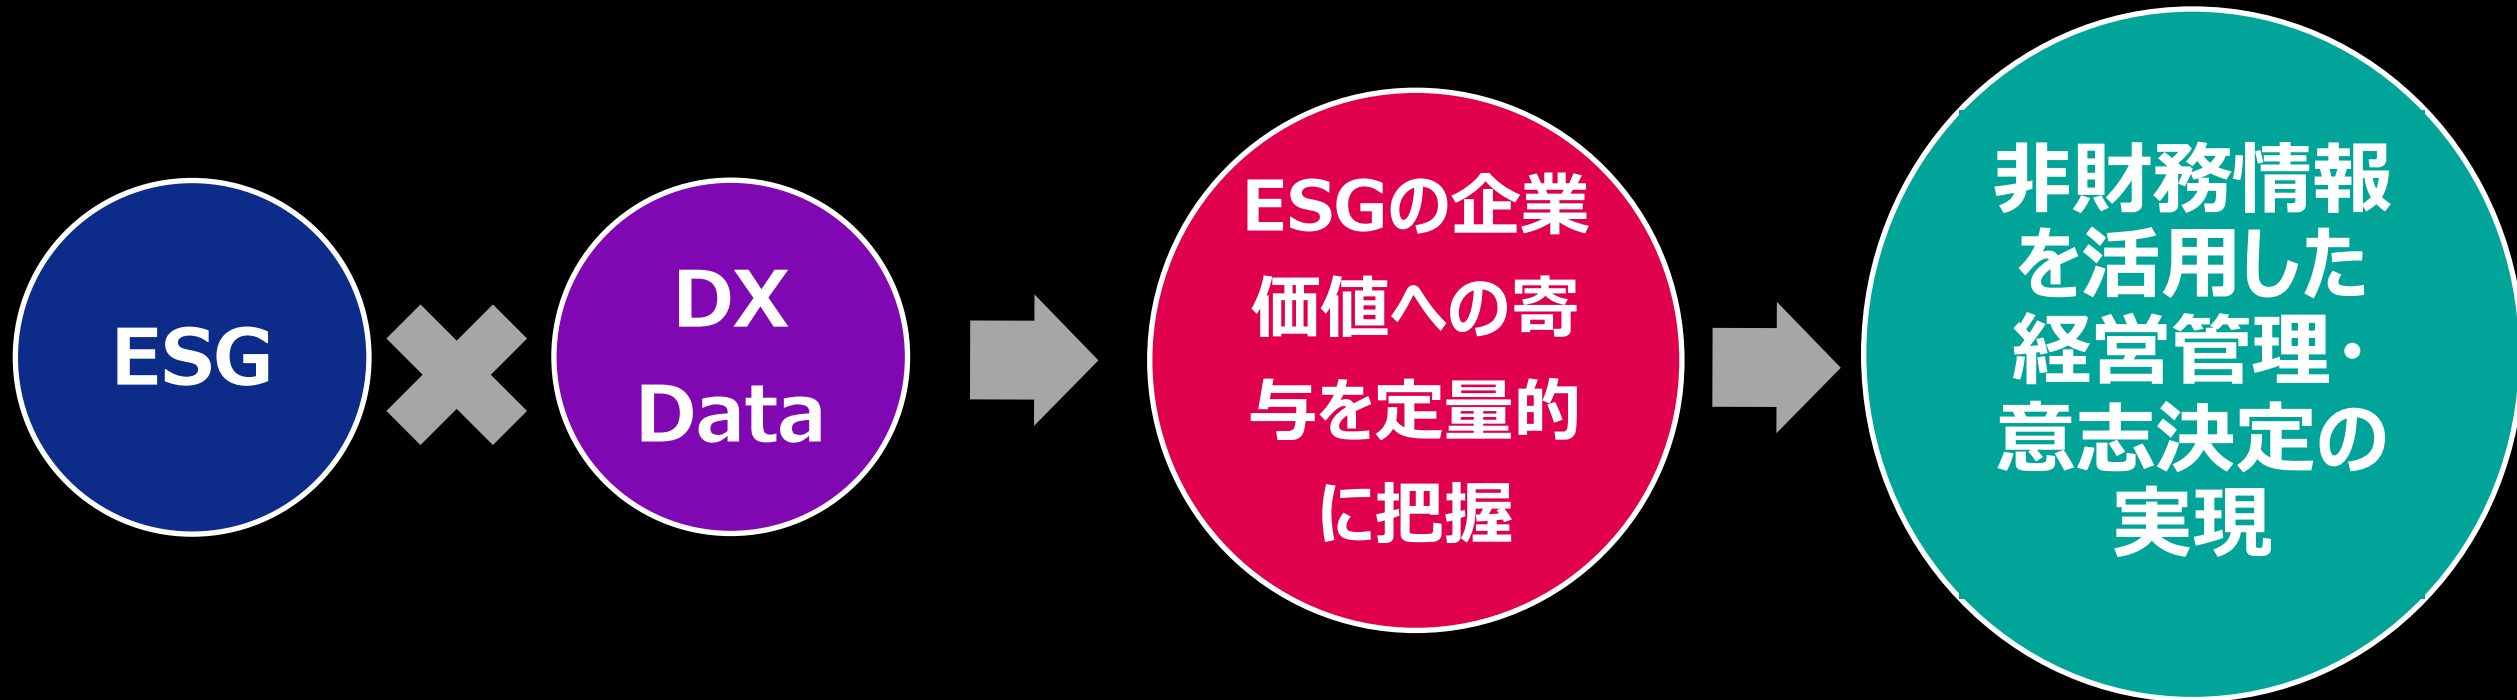 ESG
DX
Data
ESGの企業
価値への寄
与を定量的
に把握
非財務情報
を活用した
経営管理・
意志決定の
実現